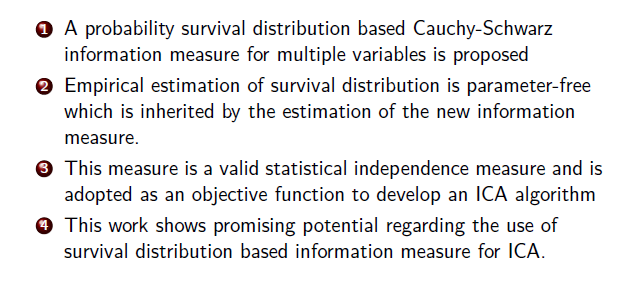 1 A probability survival distribution based Cauchy-Schwarz
information measure for multiple variables is proposed
2 Empirical estimation of survival distribution is parameter-free
which is inherited by the estimation of the new information
measure.
3 This measure is a valid statistical independence measure and is
adopted as an objective function to develop an ICA algorithm
4 This work shows promising potential regarding the use of
survival distribution based information measure for ICA.